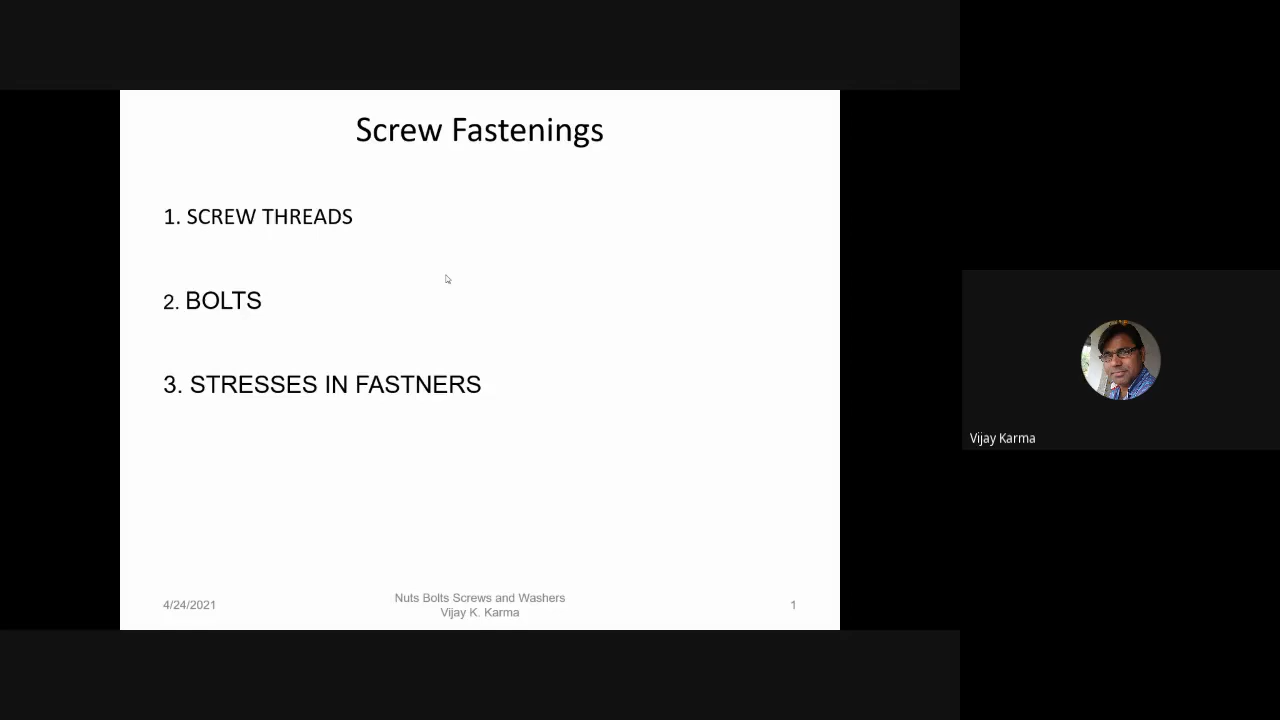 Screw Fastenings
1. SCREW THREADS
2. BOLTS
3. STRESSES IN FASTNERS
4/24/2021
Nuts Bolts Screws and Washers
Vijay K. Karma
1
Vijay Karma